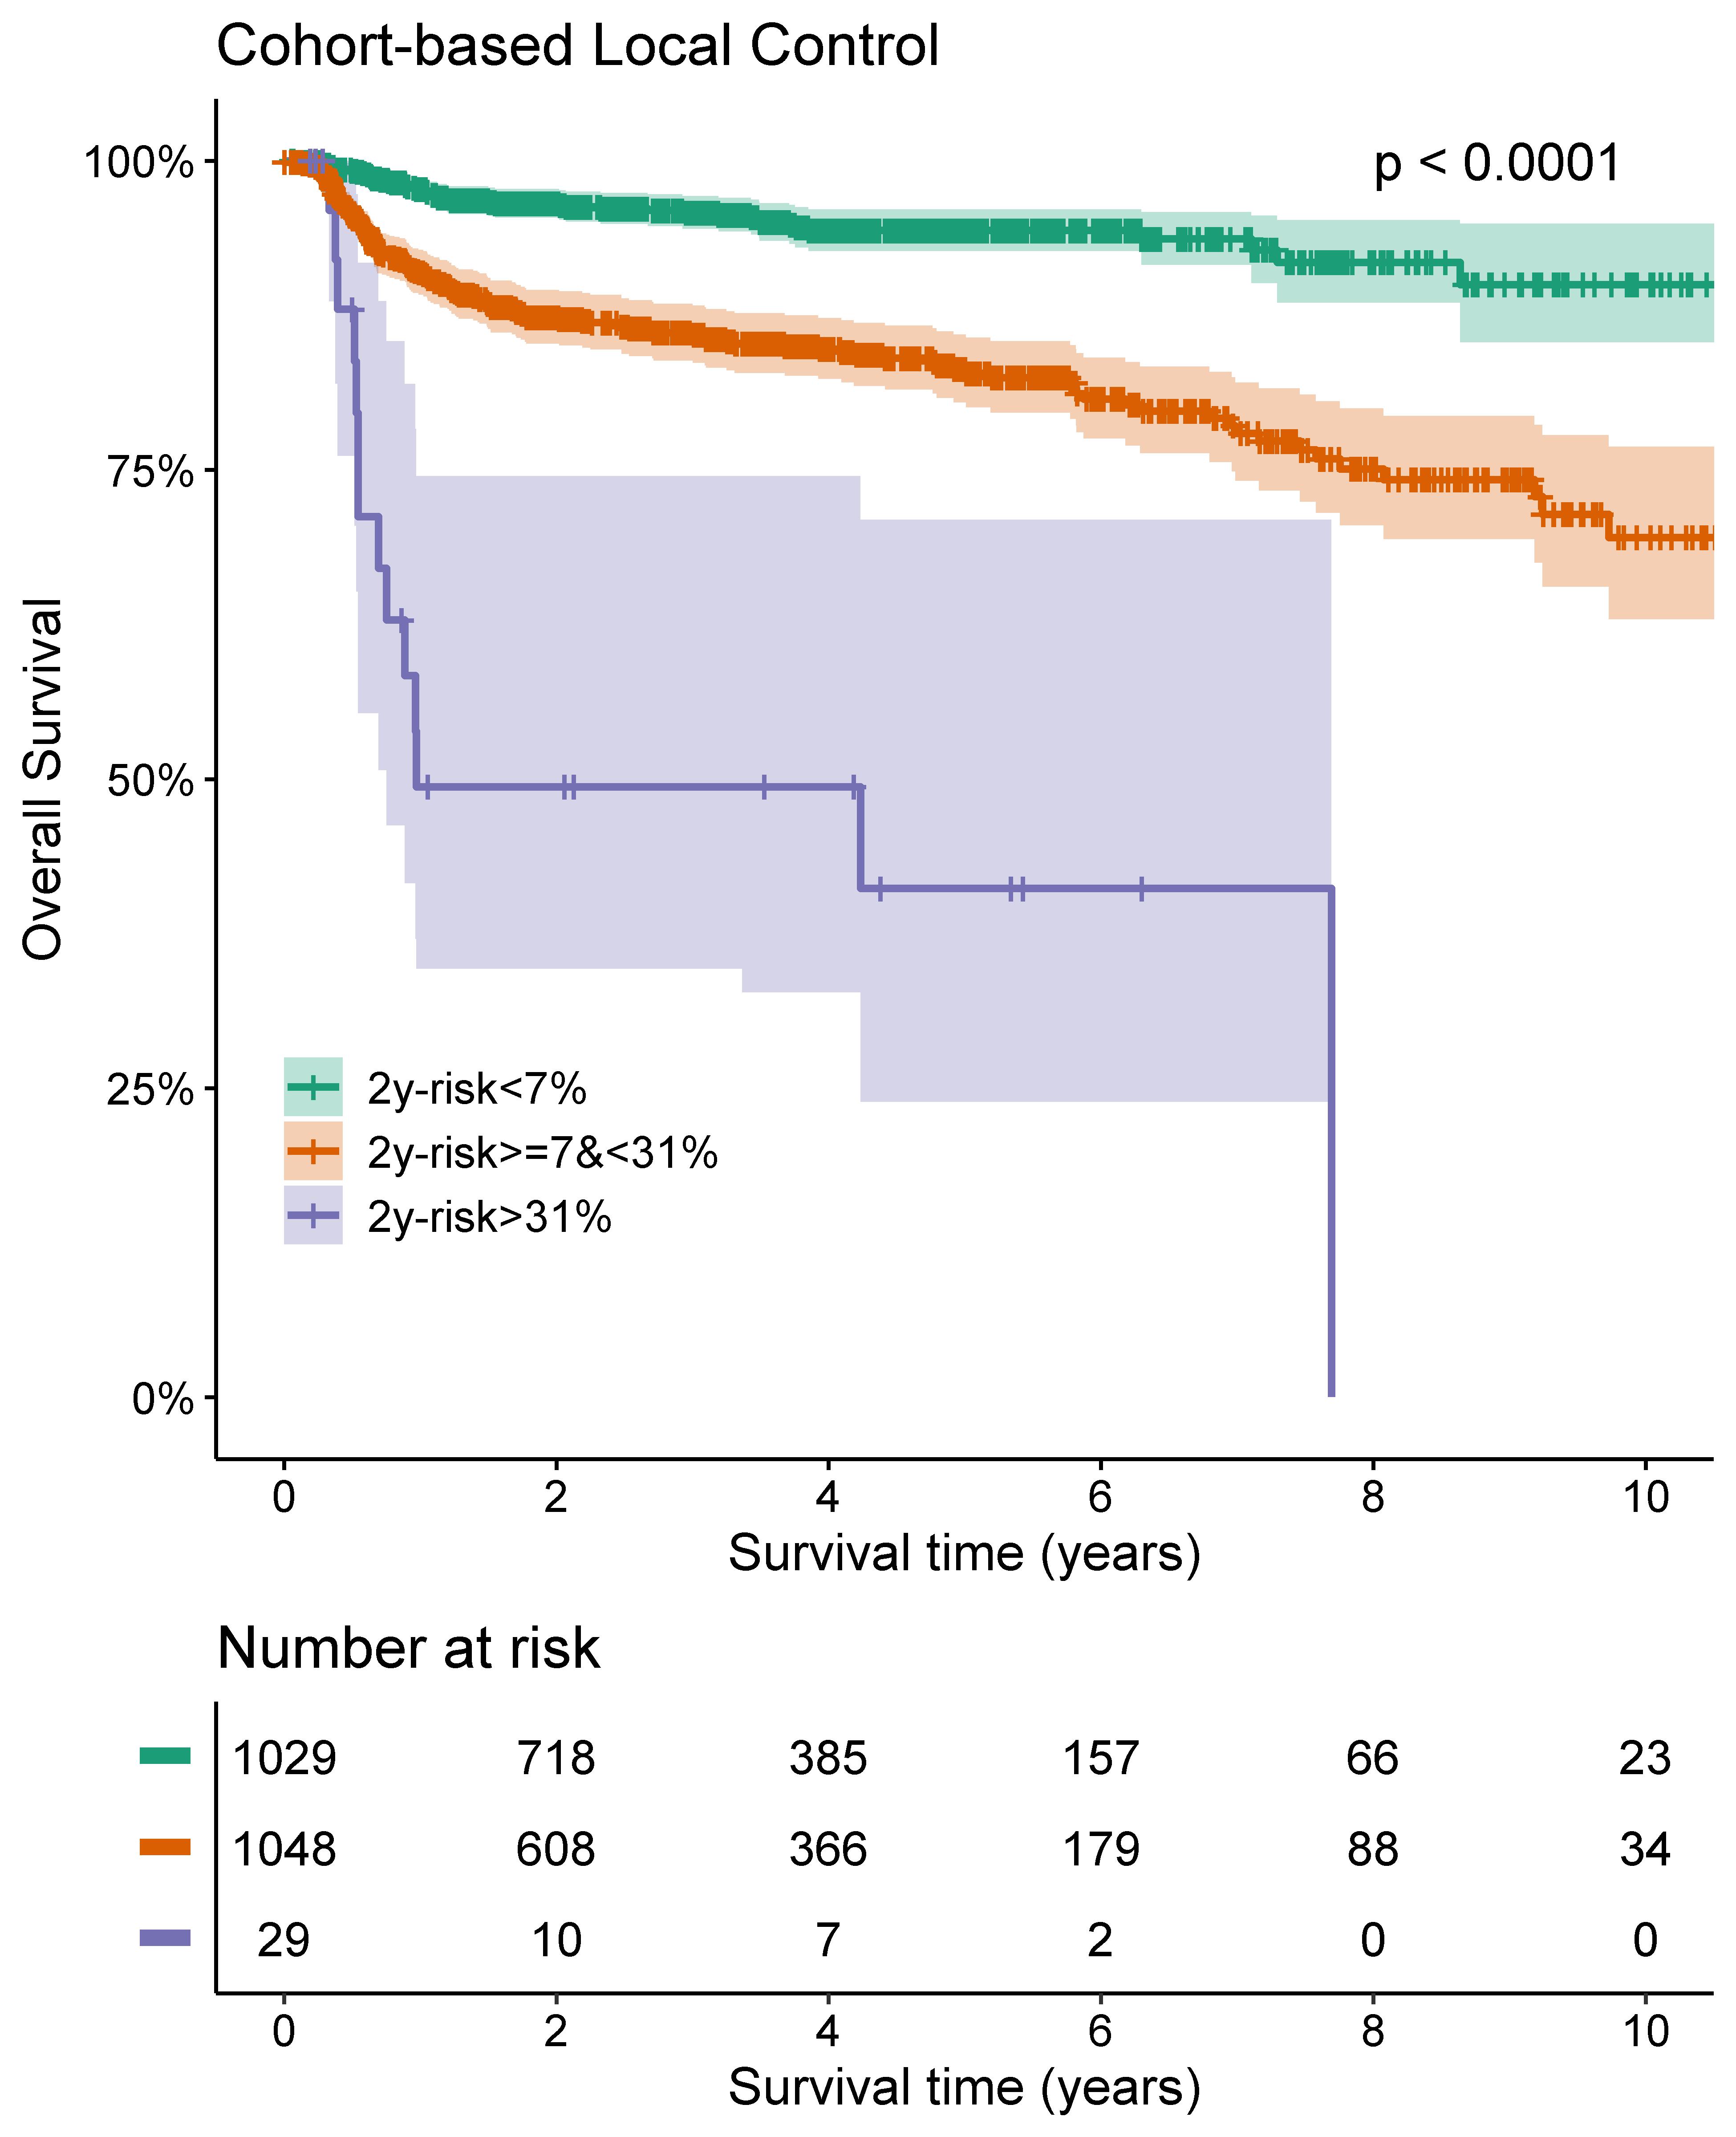 Cohort-based Local Control
p < 0.0001
100%
75%
50%
25%
0%
Overall Survival
2y-risk<7%
2y-risk>=7&<31%
2y-risk>31%
0 2 4 6 8 10
Survival time (years)
Number at risk
1029 718 385 157 66 23
1048 608 366 179 88 34
29 10 7 2 0 0
0 2 4 6 8 10
Survival time (years)